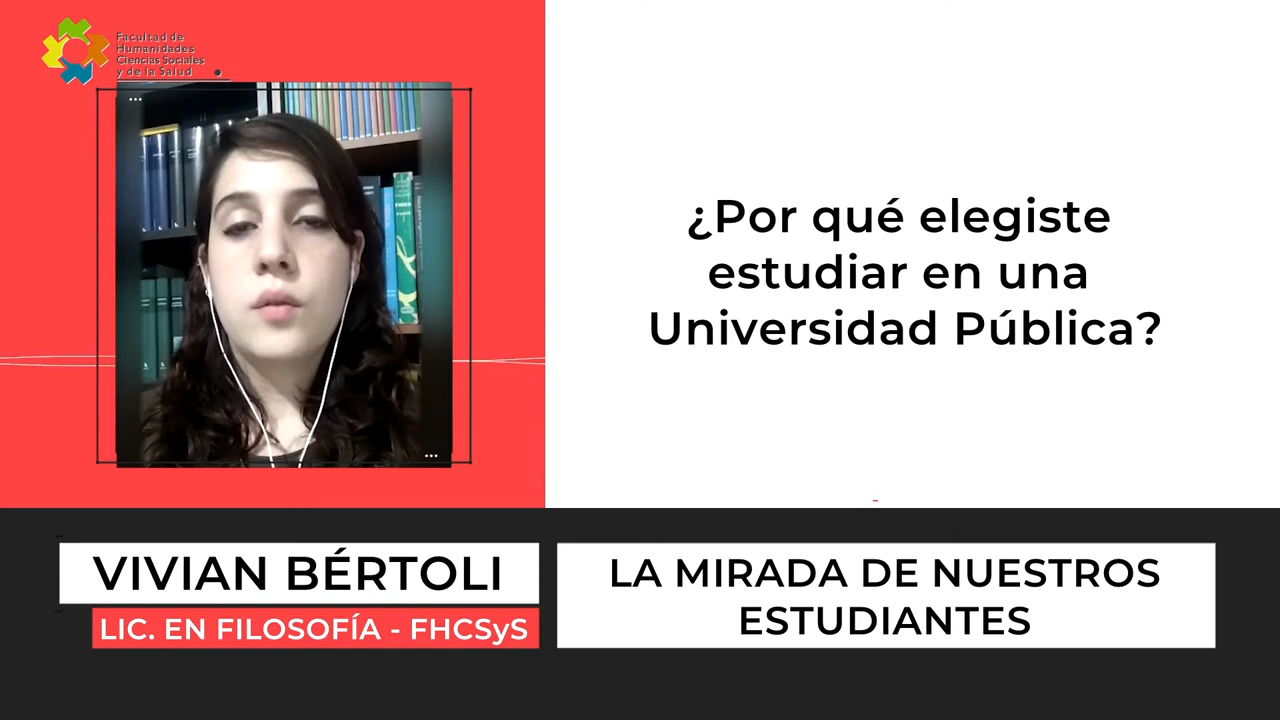 Facultad de
Humanidades
Ciencias Sociales
y de la Salud
¿Por qué elegiste
estudiar en una
Universidad Pública?
VIVIAN BÉRTOLI
LIC. EN FILOSOFÍA - FHCSyS
LA MIRADA DE NUESTROS
ESTUDIANTES